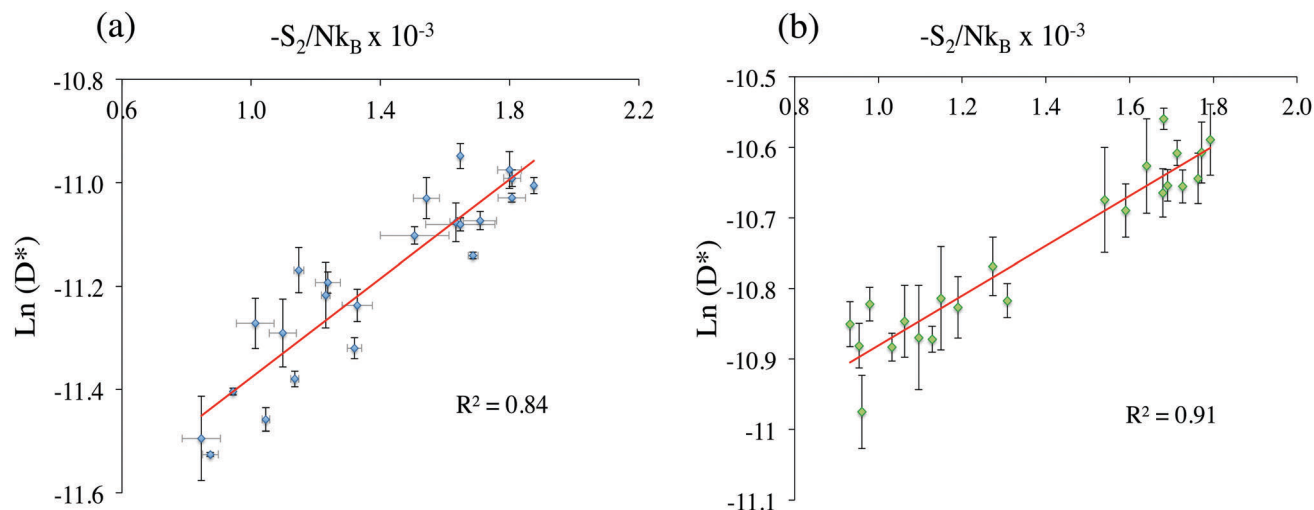 (a)
-S₂/Nk_B x 10⁻³
-10.8
0.6 1.0 1.4 1.8 2.2
-11.0
-11.2
-11.4
-11.6
Ln (D*)
R² = 0.84
(b)
-S₂/Nk_B x 10⁻³
-10.5
0.8 1.0 1.2 1.4 1.6 1.8 2.0
-10.6
-10.7
-10.8
-10.9
-11
-11.1
Ln (D*)
R² = 0.91